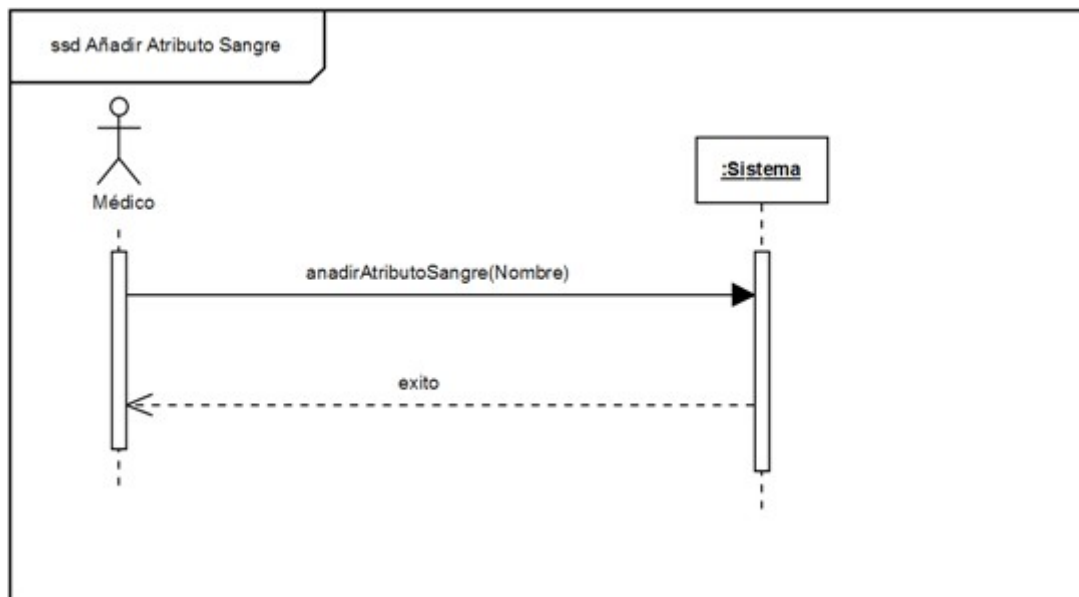 ssd Añadir Atributo Sangre
Médico
:Sistema
anadirAtributoSangre(Nombre)
exito